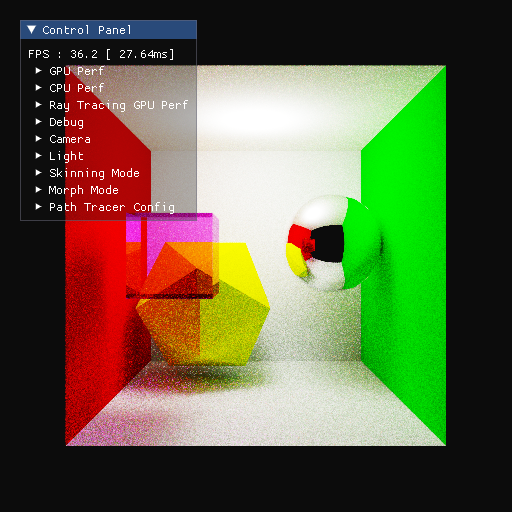 Control Panel
FPS : 36.2 [ 27.64ms]
GPU Perf
CPU Perf
Ray Tracing GPU Perf
Debug
Camera
Light
Skinning Mode
Morph Mode
Path Tracer Config